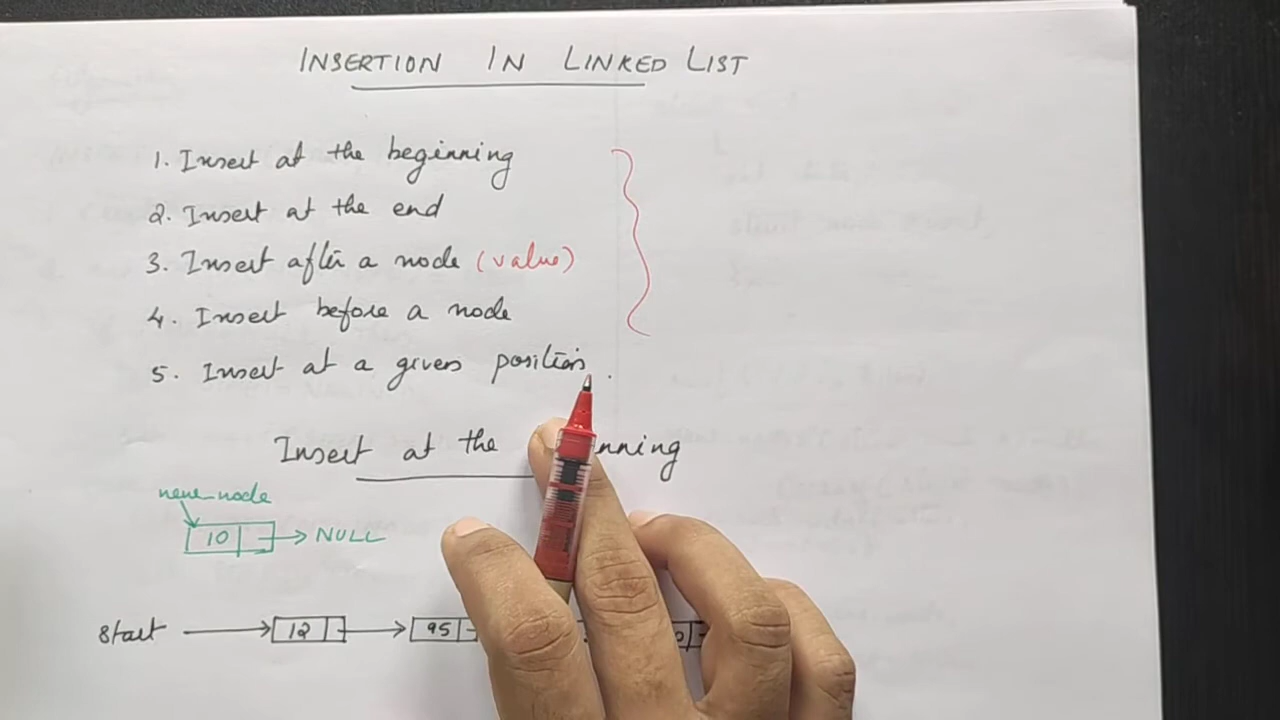 INSERTION IN LINKED LIST
1. Insert at the beginning
2. Insert at the end
3. Insert after a node (value)
4. Insert before a node
5. Insert at a given position.
Insert at the nning
new-node
10 NULL
start 12 95